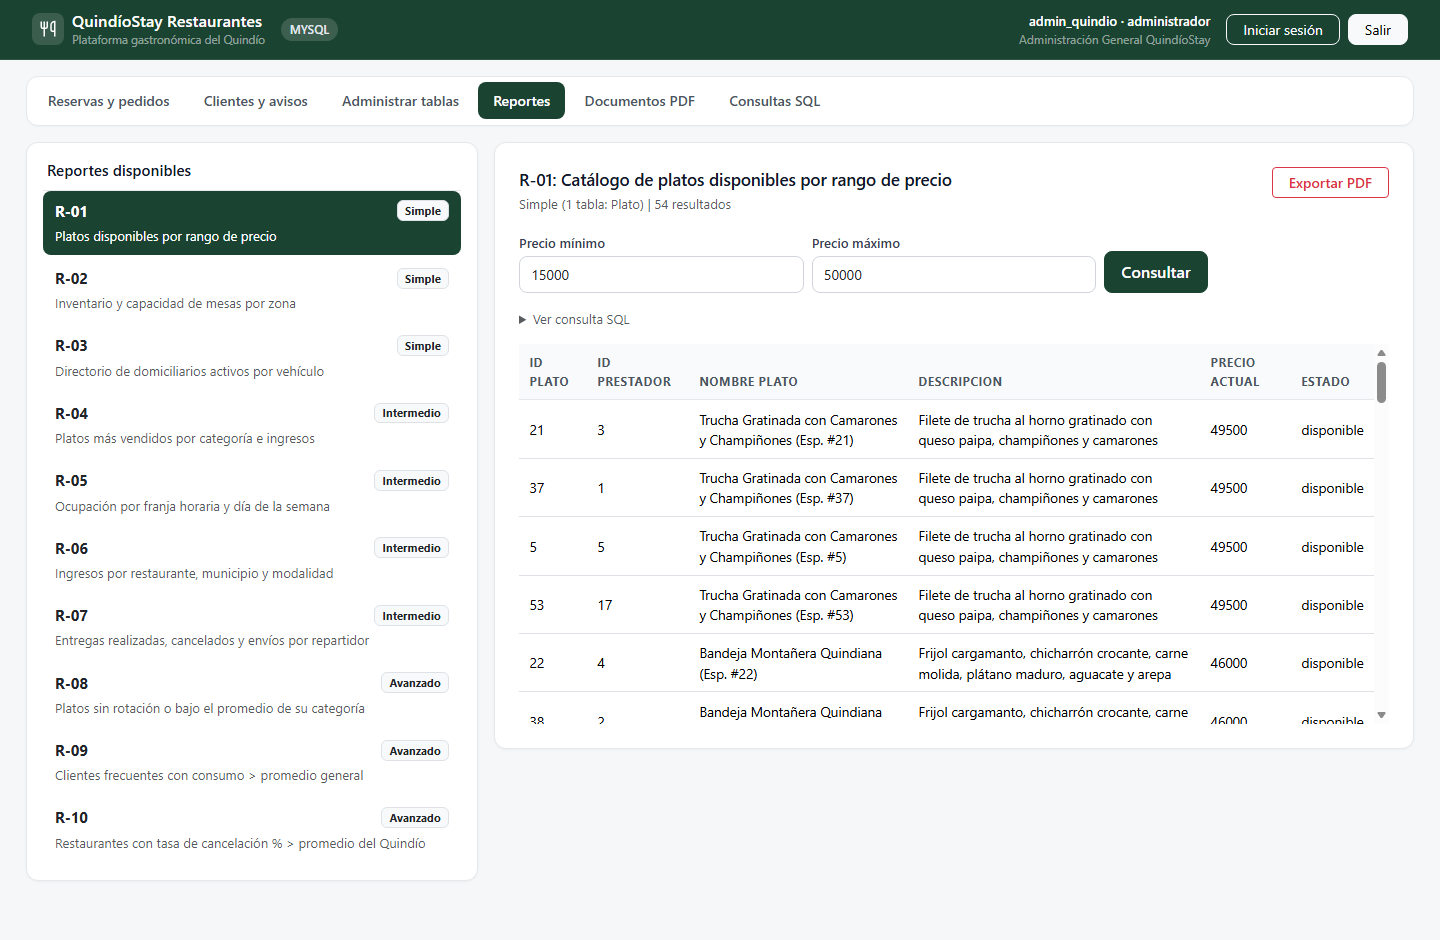 QuindíoStay Restaurantes
Plataforma gastronómica del Quindío
MYSQL
admin_quindio · administrador
Administración General QuindíoStay
Iniciar sesión
Salir
Reservas y pedidos
Clientes y avisos
Administrar tablas
Reportes
Documentos PDF
Consultas SQL
Reportes disponibles
R-01
Simple
Platos disponibles por rango de precio
R-02
Simple
Inventario y capacidad de mesas por zona
R-03
Simple
Directorio de domiciliarios activos por vehículo
R-04
Intermedio
Platos más vendidos por categoría e ingresos
R-05
Intermedio
Ocupación por franja horaria y día de la semana
R-06
Intermedio
Ingresos por restaurante, municipio y modalidad
R-07
Intermedio
Entregas realizadas, cancelados y envíos por repartidor
R-08
Avanzado
Platos sin rotación o bajo el promedio de su categoría
R-09
Avanzado
Clientes frecuentes con consumo > promedio general
R-10
Avanzado
Restaurantes con tasa de cancelación % > promedio del Quindío
R-01: Catálogo de platos disponibles por rango de precio
Simple (1 tabla: Plato) | 54 resultados
Exportar PDF
Precio mínimo
Precio máximo
15000
50000
Consultar
Ver consulta SQL
ID PLATO
ID PRESTADOR
NOMBRE PLATO
DESCRIPCION
PRECIO ACTUAL
ESTADO
21
3
Trucha Gratinada con Camarones
y Champiñones (Esp. #21)
Filete de trucha al horno gratinado con
queso paipa, champiñones y camarones
49500
disponible
37
1
Trucha Gratinada con Camarones
y Champiñones (Esp. #37)
Filete de trucha al horno gratinado con
queso paipa, champiñones y camarones
49500
disponible
5
5
Trucha Gratinada con Camarones
y Champiñones (Esp. #5)
Filete de trucha al horno gratinado con
queso paipa, champiñones y camarones
49500
disponible
53
17
Trucha Gratinada con Camarones
y Champiñones (Esp. #53)
Filete de trucha al horno gratinado con
queso paipa, champiñones y camarones
49500
disponible
22
4
Bandeja Montañera Quindiana
(Esp. #22)
Frijol cargamanto, chicharrón crocante, carne
molida, plátano maduro, aguacate y arepa
46000
disponible
38
2
Bandeja Montañera Quindiana
Frijol cargamanto, chicharrón crocante, carne
46000
disponible